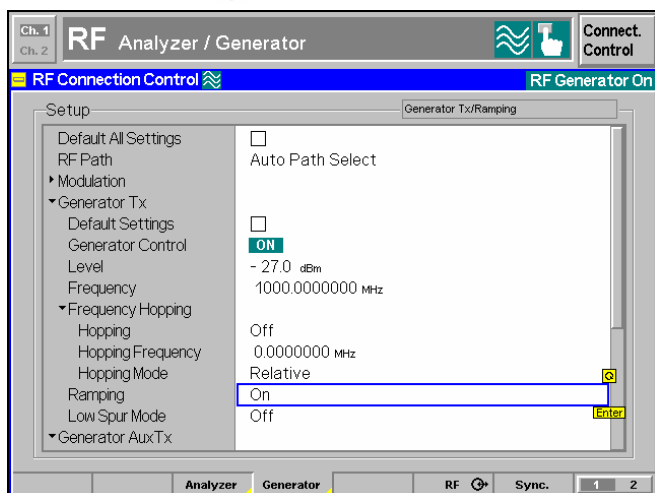 Ch. 1
Ch. 2
RF Analyzer / Generator
Connect.
Control
RF Connection Control
RF Generator On
Setup
Generator Tx/Ramping
Default All Settings
RF Path Auto Path Select
Modulation
Generator Tx
Default Settings
Generator Control ON
Level - 27.0 dBm
Frequency 1000.0000000 MHz
Frequency Hopping
Hopping Off
Hopping Frequency 0.0000000 MHz
Hopping Mode Relative
Ramping On
Low Spur Mode Off
Enter
Generator AuxTx
Analyzer Generator RF Sync. 1 2